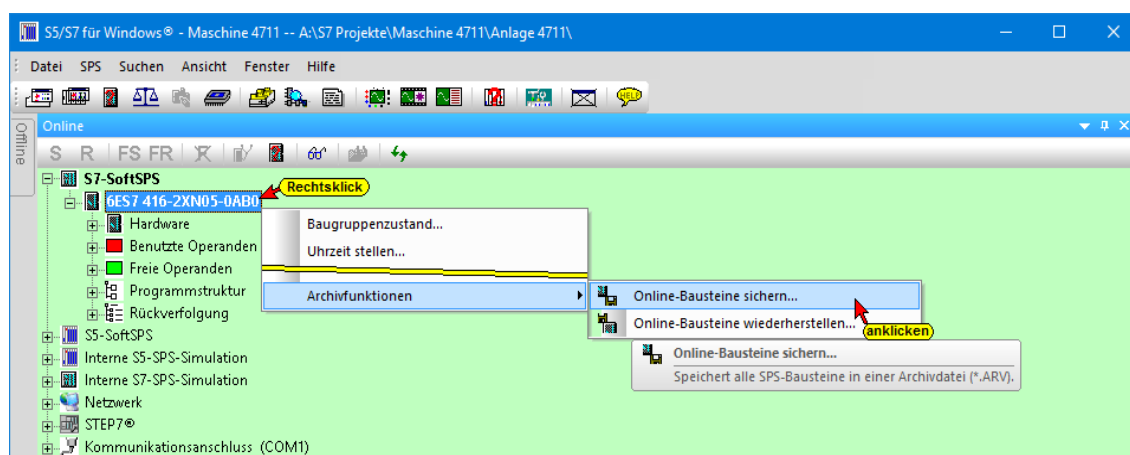 S5/S7 für Windows® - Maschine 4711 -- A:\S7 Projekte\Maschine 4711\Anlage 4711\
Datei SPS Suchen Ansicht Fenster Hilfe
HELP
Online
Offline
S R FS FR
S7-SoftSPS
6ES7 416-2XN05-0AB0
Rechtsklick
Hardware
Baugruppenzustand...
Benutzte Operanden
Uhrzeit stellen...
Freie Operanden
Programmstruktur
Archivfunktionen
Online-Bausteine sichern...
Rückverfolgung
Online-Bausteine wiederherstellen...
anklicken
S5-SoftSPS
Interne S5-SPS-Simulation
Online-Bausteine sichern...
Interne S7-SPS-Simulation
Speichert alle SPS-Bausteine in einer Archivdatei (*.ARV).
Netzwerk
STEP7®
Kommunikationsanschluss (COM1)